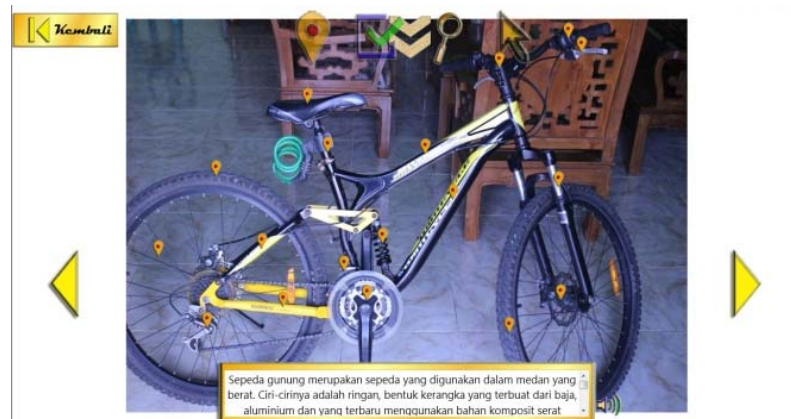 Kembali
Sepeda gunung merupakan sepeda yang digunakan dalam medan yang
berat. Ciri-cirinya adalah ringan, bentuk kerangka yang terbuat dari baja,
aluminium dan yang terbaru menggunakan bahan komposit serat